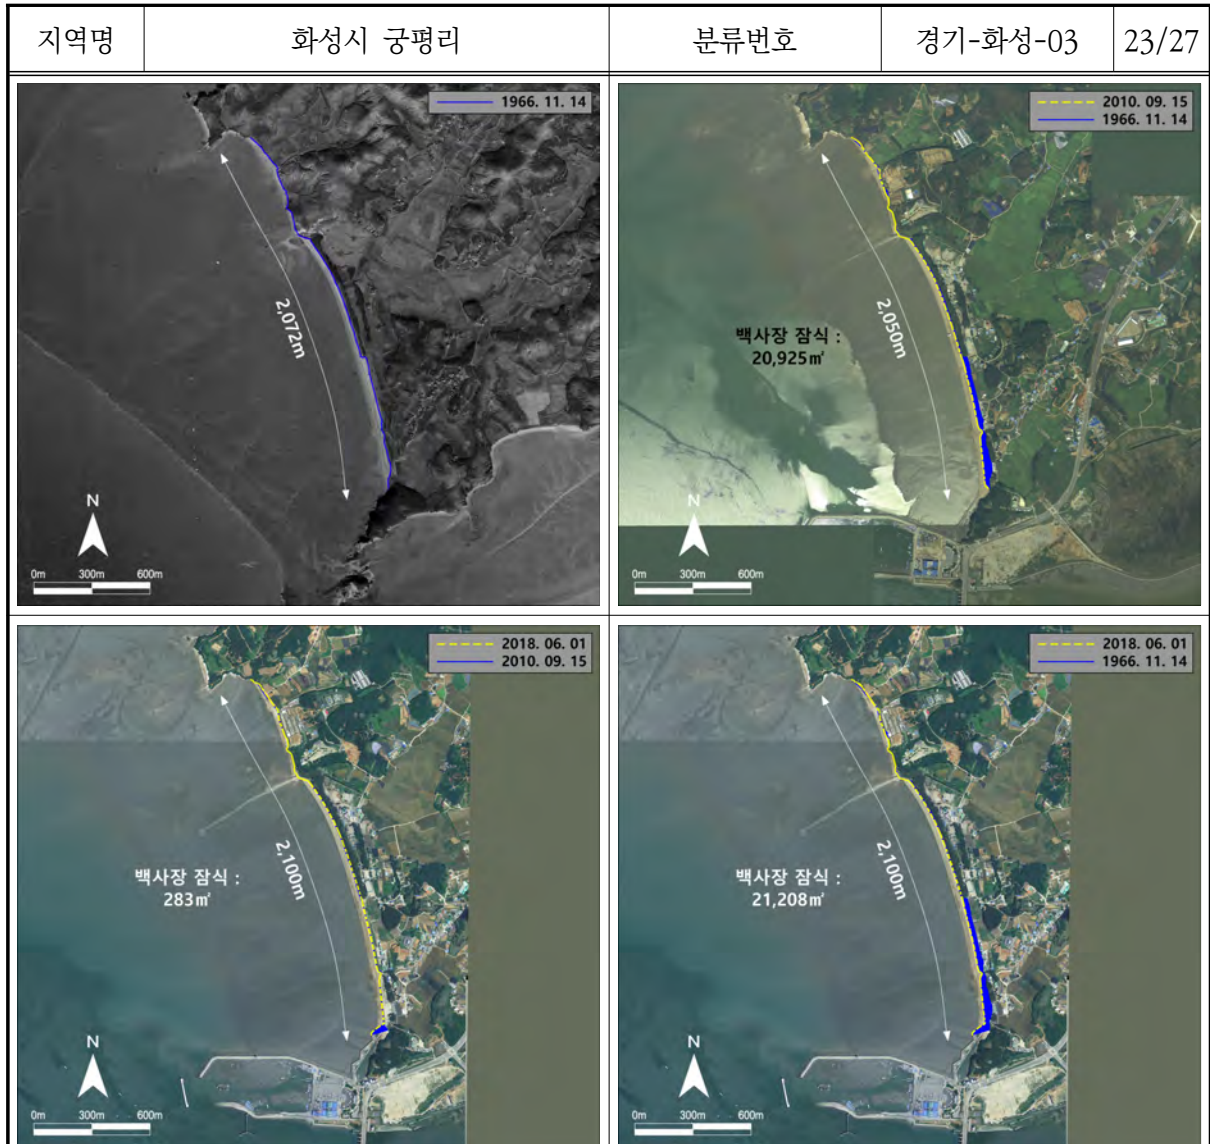 지역명 화성시 궁평리 분류번호 경기-화성-03 23/27
1966. 11. 14
2,072m
N
0m 300m 600m
2010. 09. 15
1966. 11. 14
2,050m
백사장 잠식 :
20,925㎡
N
0m 300m 600m
2018. 06. 01
2010. 09. 15
2,100m
백사장 잠식 :
283㎡
N
0m 300m 600m
2018. 06. 01
1966. 11. 14
2,100m
백사장 잠식 :
21,208㎡
N
0m 300m 600m